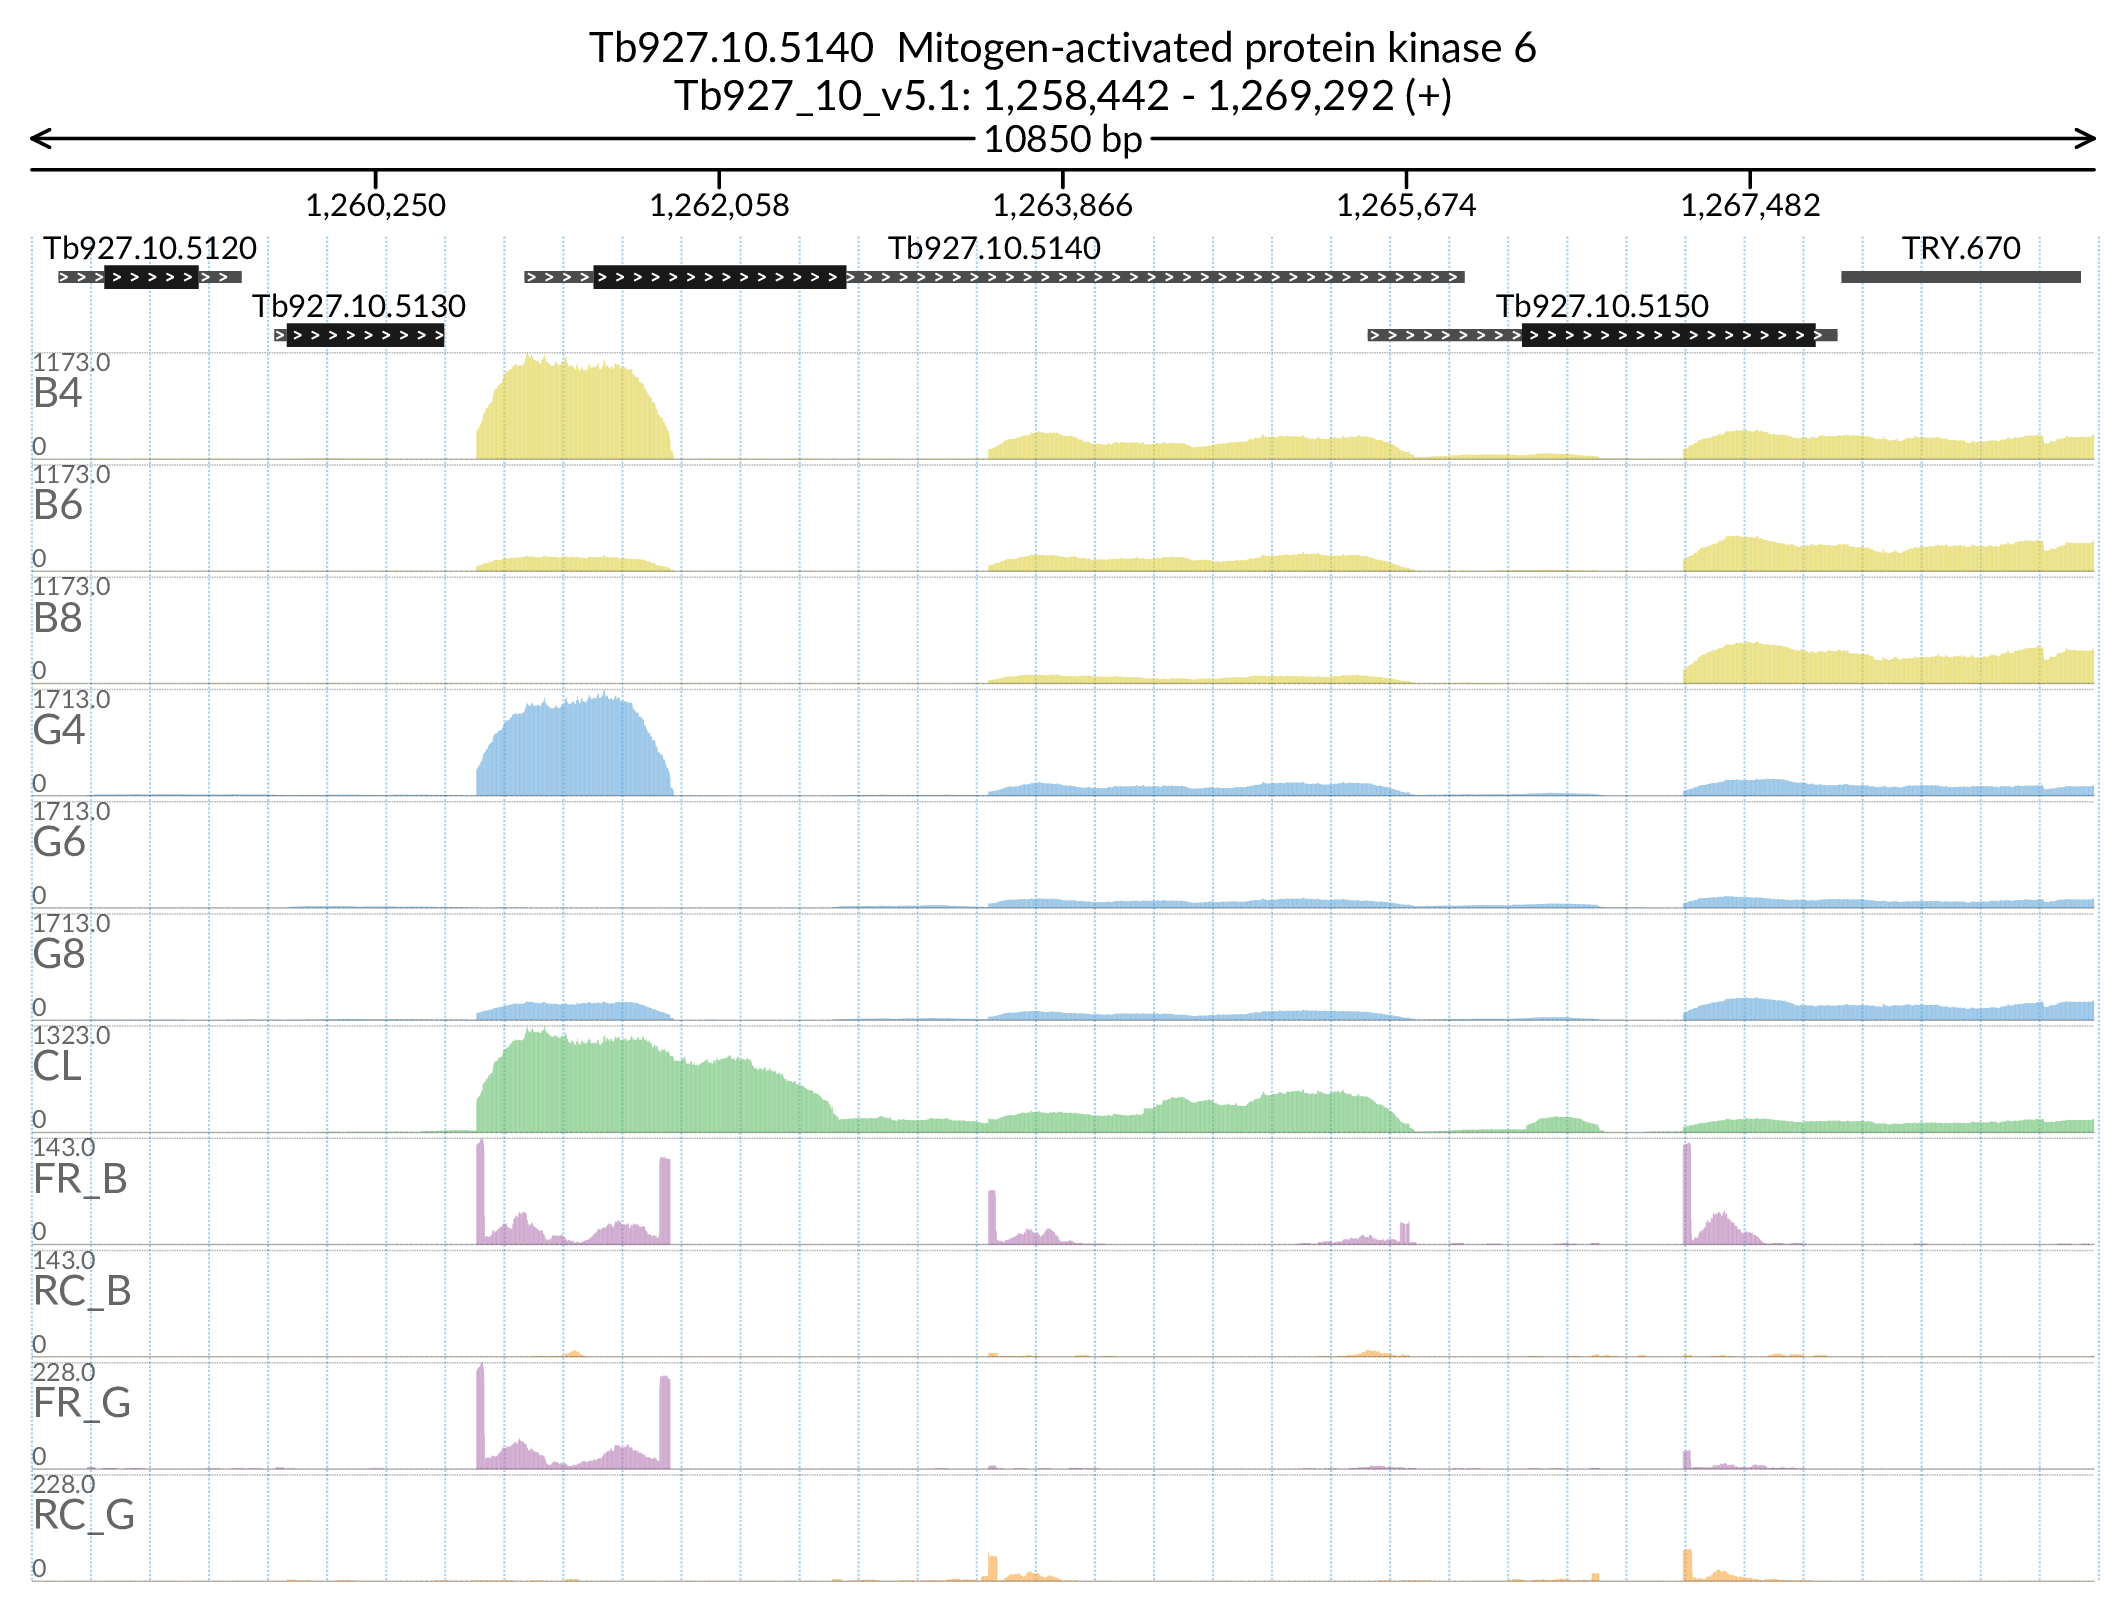 Tb927.10.5140  Mitogen-activated protein kinase 6
Tb927_10_v5.1: 1,258,442 - 1,269,292 (+)
10850 bp
1,260,250 1,262,058 1,263,866 1,265,674 1,267,482
Tb927.10.5120 Tb927.10.5140 TRY.670
Tb927.10.5130 Tb927.10.5150
1173.0
B4
0
1173.0
B6
0
1173.0
B8
0
1713.0
G4
0
1713.0
G6
0
1713.0
G8
0
1323.0
CL
0
143.0
FR_B
0
143.0
RC_B
0
228.0
FR_G
0
228.0
RC_G
0